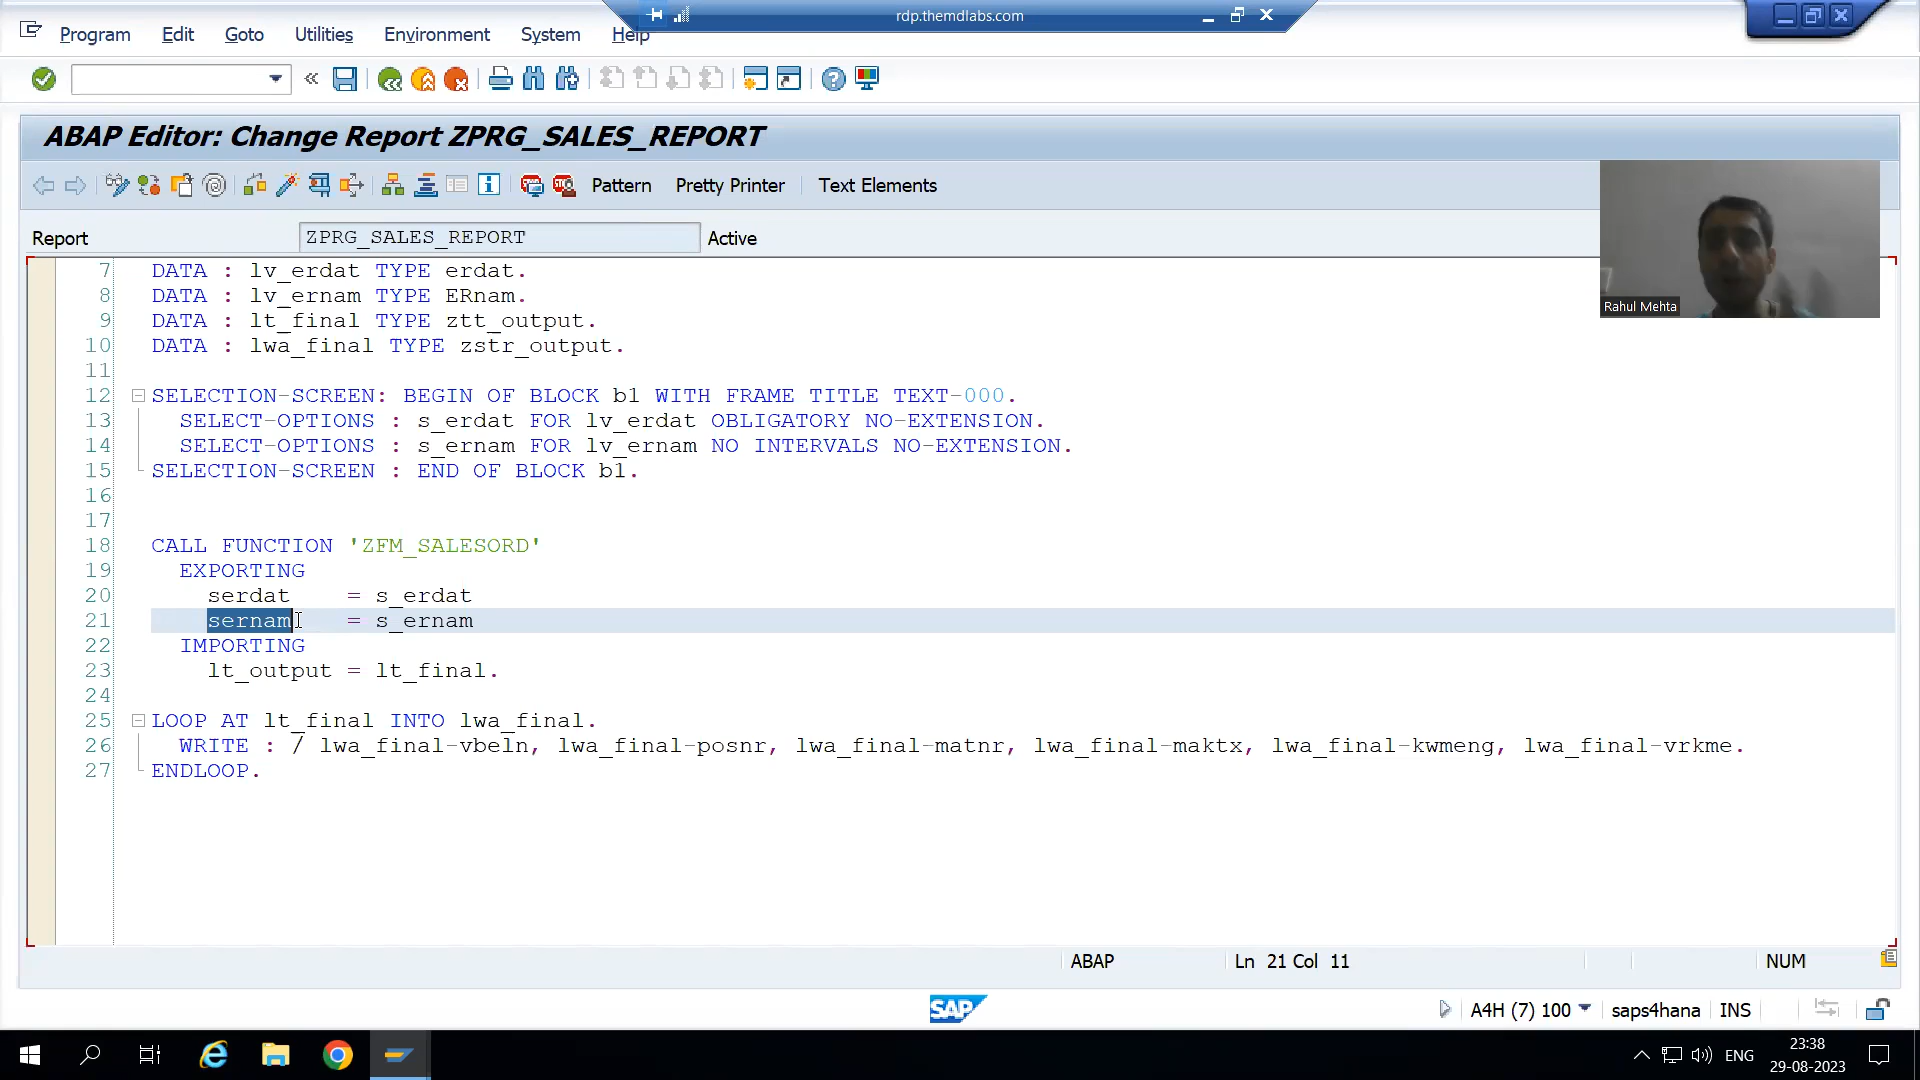 rdp.themdlabs.com
Program Edit Goto Utilities Environment System Help
ABAP Editor: Change Report ZPRG_SALES_REPORT
Pattern Pretty Printer Text Elements
Report ZPRG_SALES_REPORT Active
Rahul Mehta
7 DATA : lv_erdat TYPE erdat.
8 DATA : lv_ernam TYPE ERnam.
9 DATA : lt_final TYPE ztt_output.
10 DATA : lwa_final TYPE zstr_output.
11
12 SELECTION-SCREEN: BEGIN OF BLOCK b1 WITH FRAME TITLE TEXT-000.
13 SELECT-OPTIONS : s_erdat FOR lv_erdat OBLIGATORY NO-EXTENSION.
14 SELECT-OPTIONS : s_ernam FOR lv_ernam NO INTERVALS NO-EXTENSION.
15 SELECTION-SCREEN : END OF BLOCK b1.
16
17
18 CALL FUNCTION 'ZFM_SALESORD'
19 EXPORTING
20 serdat = s_erdat
21 sernam = s_ernam
22 IMPORTING
23 lt_output = lt_final.
24
25 LOOP AT lt_final INTO lwa_final.
26 WRITE : / lwa_final-vbeln, lwa_final-posnr, lwa_final-matnr, lwa_final-maktx, lwa_final-kwmeng, lwa_final-vrkme.
27 ENDLOOP.
ABAP Ln 21 Col 11 NUM
SAP A4H (7) 100 saps4hana INS
ENG 23:38
29-08-2023